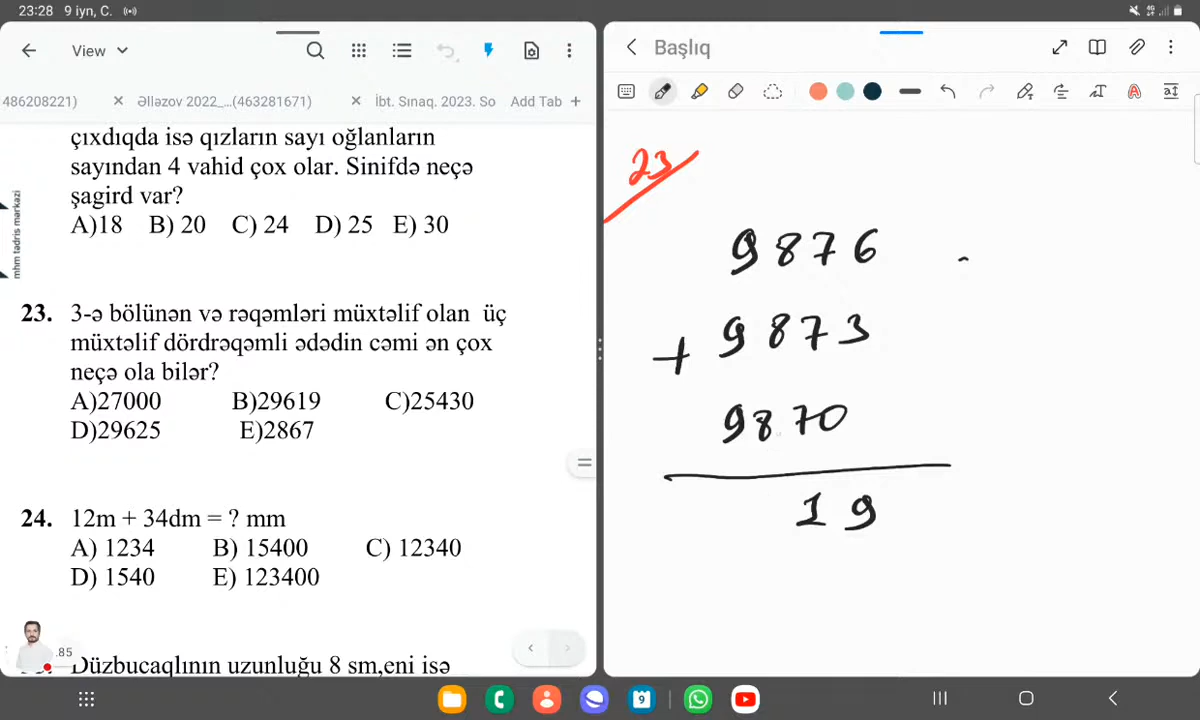 23:28 9 iyn, C.
4G
View
Başlıq
486208221) × Əlləzov 2022_...(463281671) × İbt. Sınaq. 2023. So Add Tab +
çıxdıqda isə qızların sayı oğlanların
sayından 4 vahid çox olar. Sinifdə neçə
şagird var?
A)18 B) 20 C) 24 D) 25 E) 30
mhm tədris mərkəzi
23. 3-ə bölünən və rəqəmləri müxtəlif olan üç
müxtəlif dördrəqəmli ədədin cəmi ən çox
neçə ola bilər?
A)27000 B)29619 C)25430
D)29625 E)2867
24. 12m + 34dm = ? mm
A) 1234 B) 15400 C) 12340
D) 1540 E) 123400
.85
Düzbucaqlının uzunluğu 8 sm,eni isə
23
9876
+ 9873
9870
19
9